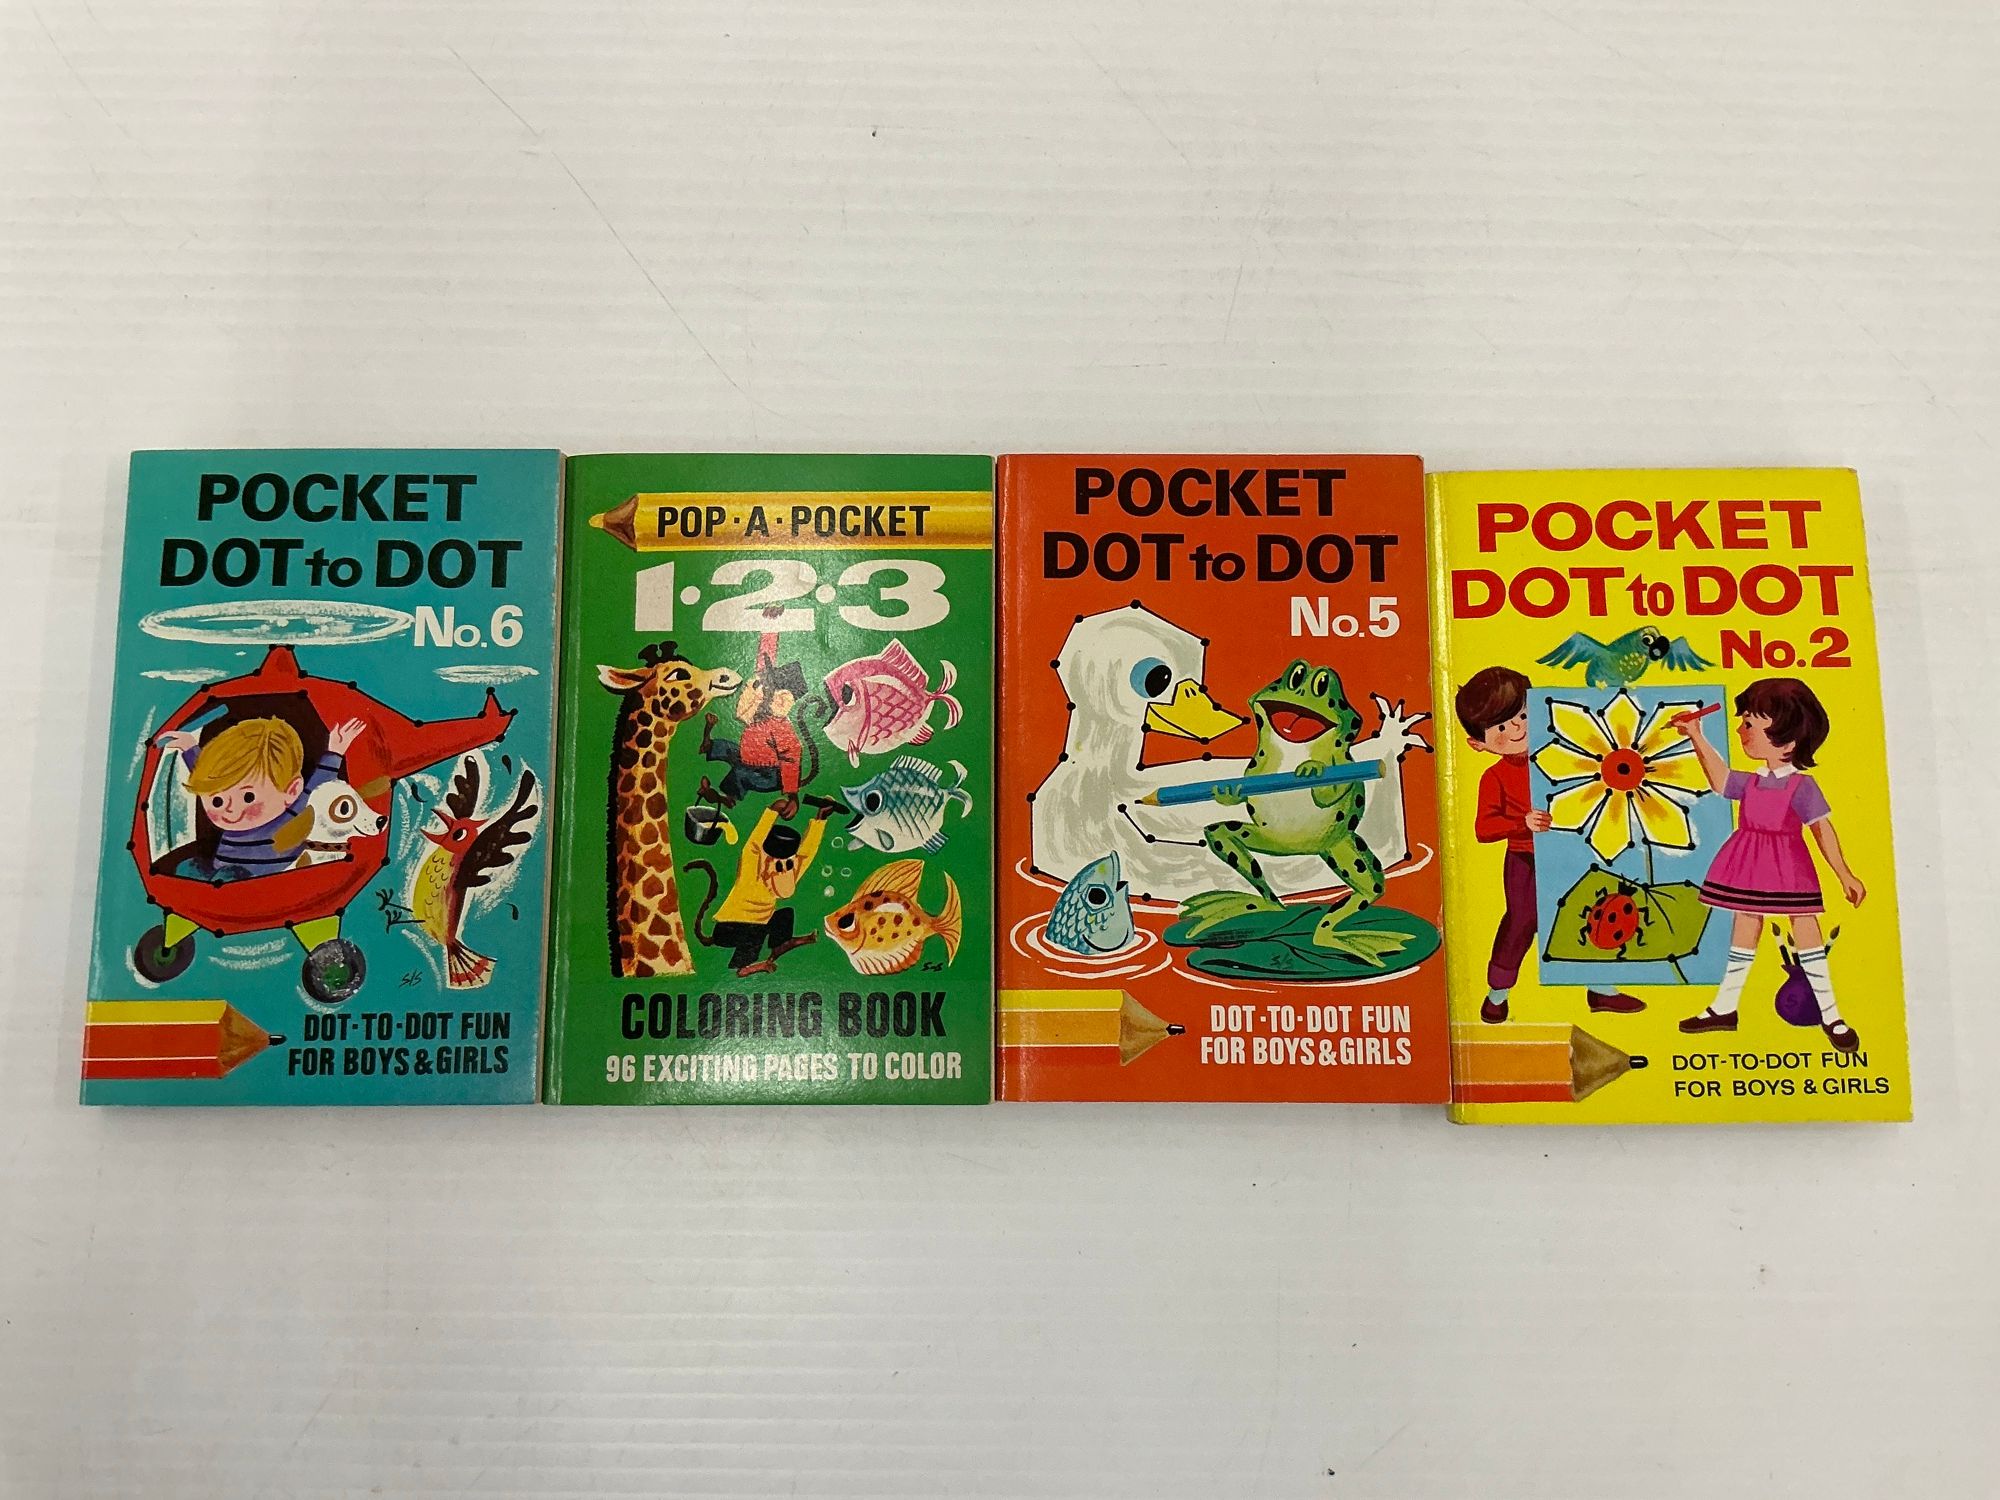 POCKET
DOT to DOT
No. 6
SIS
DOT-TO-DOT FUN
FOR BOYS & GIRLS
POP·A·POCKET
1·2·3
COLORING BOOK
96 EXCITING PAGES TO COLOR
POCKET
DOT to DOT
No. 5
SIS
DOT-TO-DOT FUN
FOR BOYS & GIRLS
POCKET
DOT to DOT
No. 2
DOT-TO-DOT FUN
FOR BOYS & GIRLS